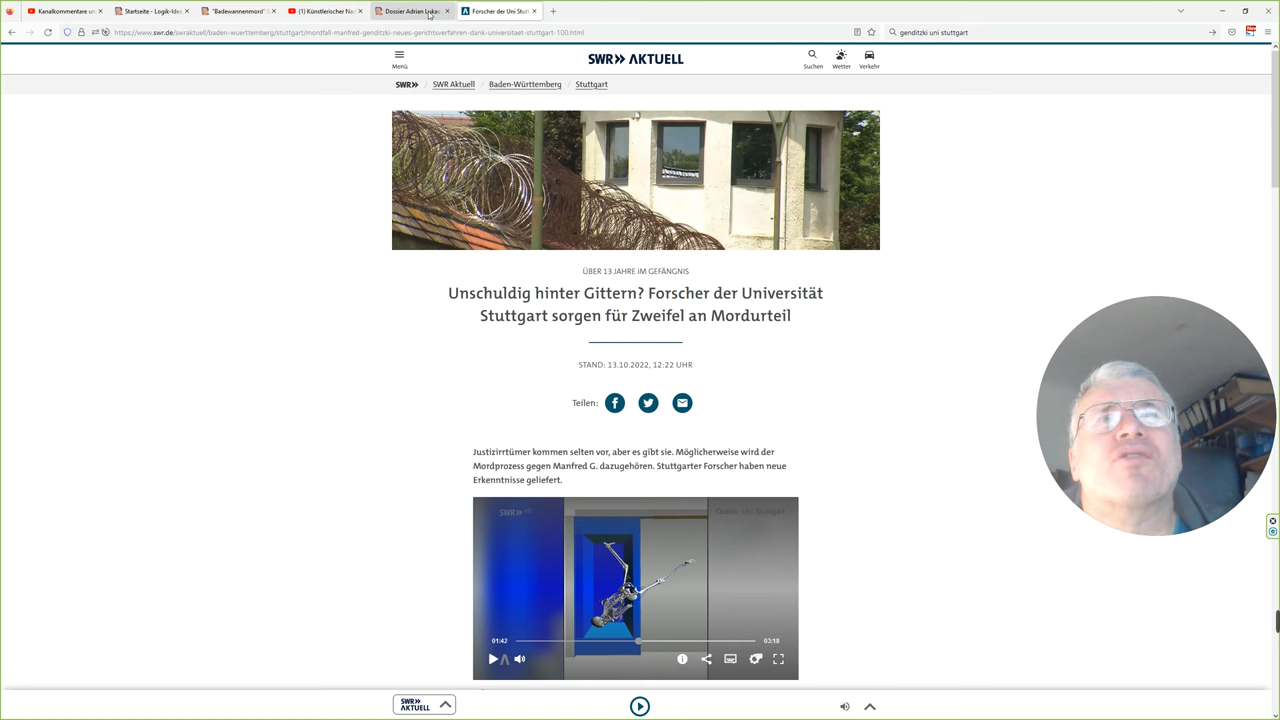 Kanalkommentare un
Startseite - Logik-Ide
"Badewannenmord"
(1) Künstlerischer Na
Dossier Adrian Lukas
Forscher der Uni Stutt
https://www.swr.de/swraktuell/baden-wuerttemberg/stuttgart/mordfall-manfred-genditzki-neues-gerichtsverfahren-dank-universitaet-stuttgart-100.html
genditzki uni stuttgart
Menü
SWR» AKTUELL
Suchen
Wetter
Verkehr
SWR» / SWR Aktuell / Baden-Württemberg / Stuttgart
ÜBER 13 JAHRE IM GEFÄNGNIS
Unschuldig hinter Gittern? Forscher der Universität
Stuttgart sorgen für Zweifel an Mordurteil
STAND: 13.10.2022, 12:22 UHR
Teilen:
Justizirrtümer kommen selten vor, aber es gibt sie. Möglicherweise wird der
Mordprozess gegen Manfred G. dazugehören. Stuttgarter Forscher haben neue
Erkenntnisse geliefert.
SWR»
Quelle: Uni Stuttgart
01:42
03:18
SWR»
AKTUELL